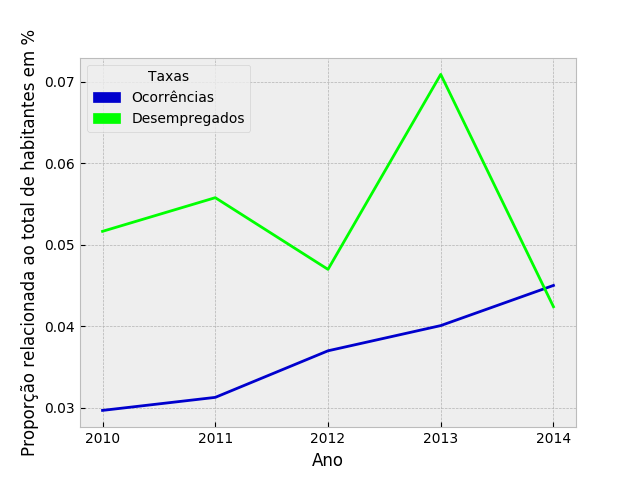 Proporção relacionada ao total de habitantes em %
Taxas
Ocorrências
Desempregados
0.07
0.06
0.05
0.04
0.03
2010 2011 2012 2013 2014
Ano